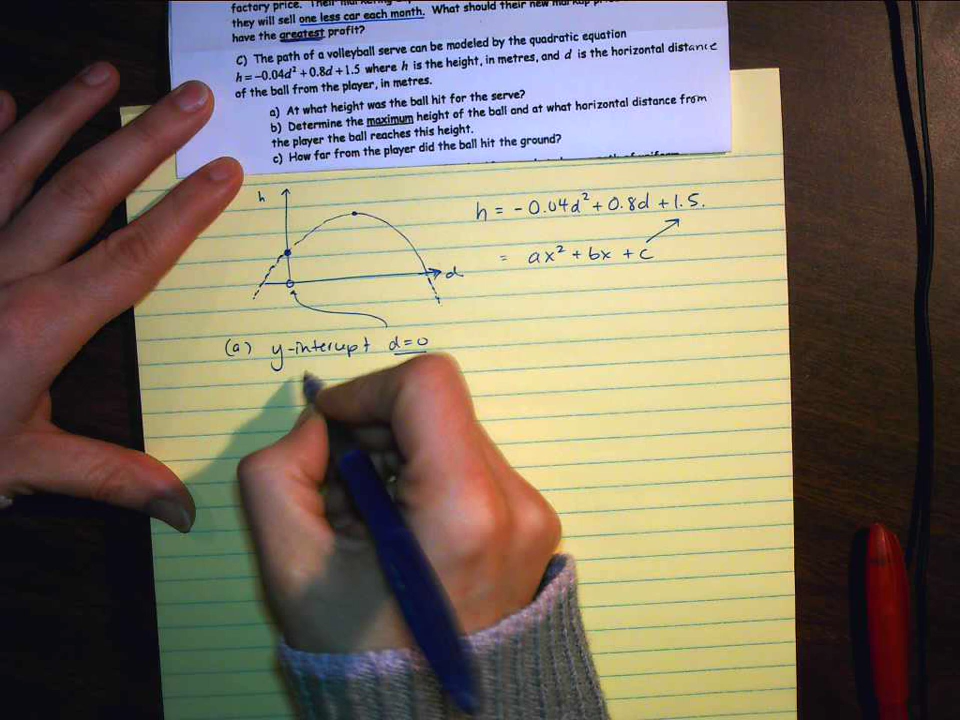 factory price. Their
they will sell one less car each month. What should their new
have the greatest profit?
C) The path of a volleyball serve can be modeled by the quadratic equation
h = -0.04d² + 0.8d + 1.5 where h is the height, in metres, and d is the horizontal distance
of the ball from the player, in metres.
a) At what height was the ball hit for the serve?
b) Determine the maximum height of the ball and at what horizontal distance from
the player the ball reaches this height.
c) How far from the player did the ball hit the ground?
h
d
h = -0.04d² + 0.8d + 1.5.
= ax² + bx + c
(a) y-intercept d=0